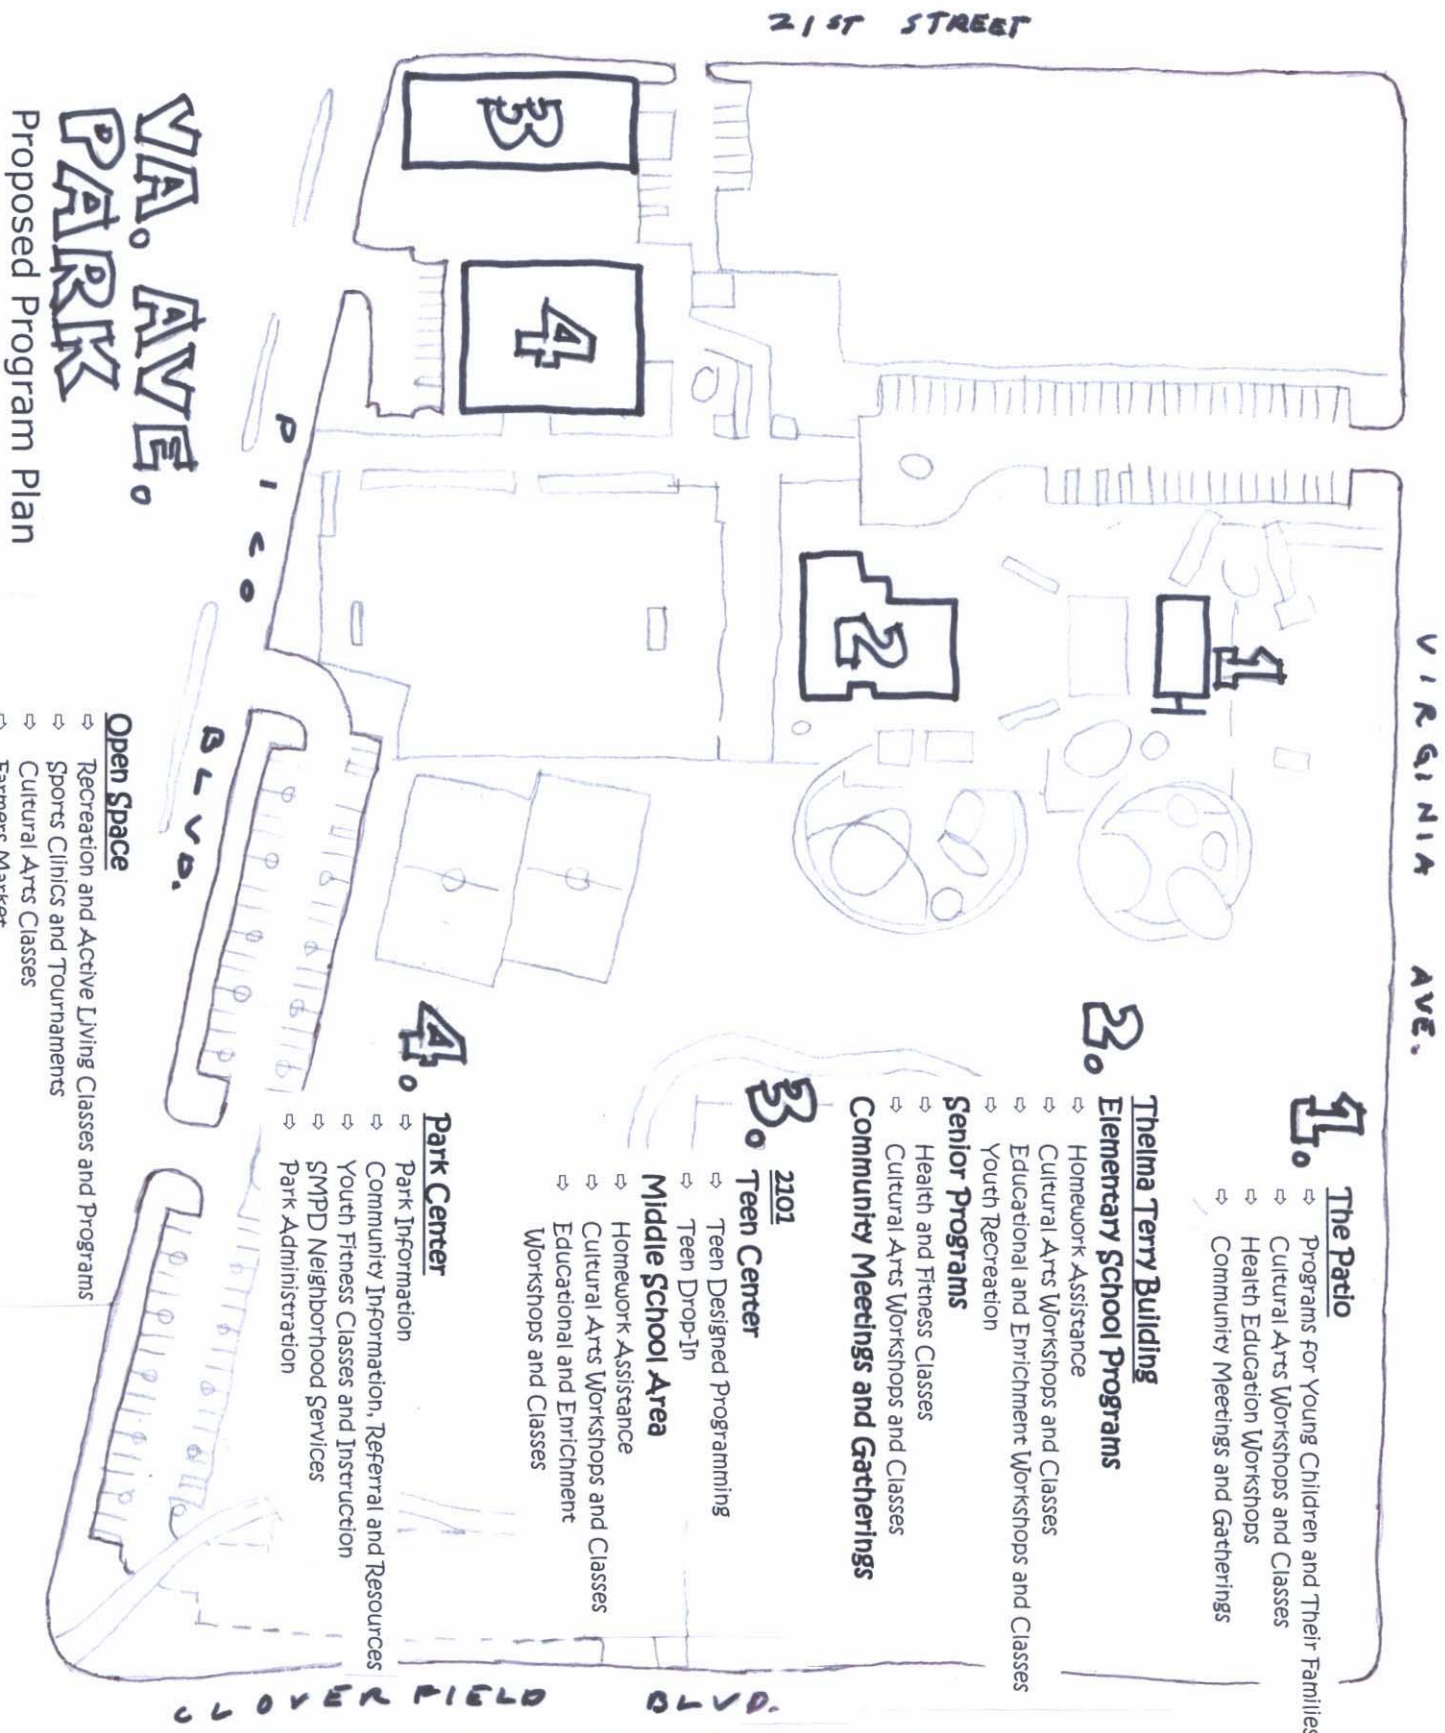 21ST STREET
VIRGINIA AVE.
1
2
3
4
PICO BLVD.
CLOVERFIELD BLVD.
1. The Patio
⇨ Programs for Young Children and Their Families
⇨ Cultural Arts Workshops and Classes
⇨ Health Education Workshops
⇨ Community Meetings and Gatherings
2. Thelma Terry Building
Elementary School Programs
⇨ Homework Assistance
⇨ Cultural Arts Workshops and Classes
⇨ Educational and Enrichment Workshops and Classes
⇨ Youth Recreation
Senior Programs
⇨ Health and Fitness Classes
⇨ Cultural Arts Workshops and Classes
Community Meetings and Gatherings
3. 2101
Teen Center
⇨ Teen Designed Programming
⇨ Teen Drop-In
Middle School Area
⇨ Homework Assistance
⇨ Cultural Arts Workshops and Classes
⇨ Educational and Enrichment
Workshops and Classes
4. Park Center
⇨ Park Information
⇨ Community Information, Referral and Resources
⇨ Youth Fitness Classes and Instruction
⇨ SMPD Neighborhood Services
⇨ Park Administration
Open Space
⇨ Recreation and Active Living Classes and Programs
⇨ Sports Clinics and Tournaments
⇨ Cultural Arts Classes
⇨ Farmers Market
VA. AVE.
PARK
Proposed Program Plan